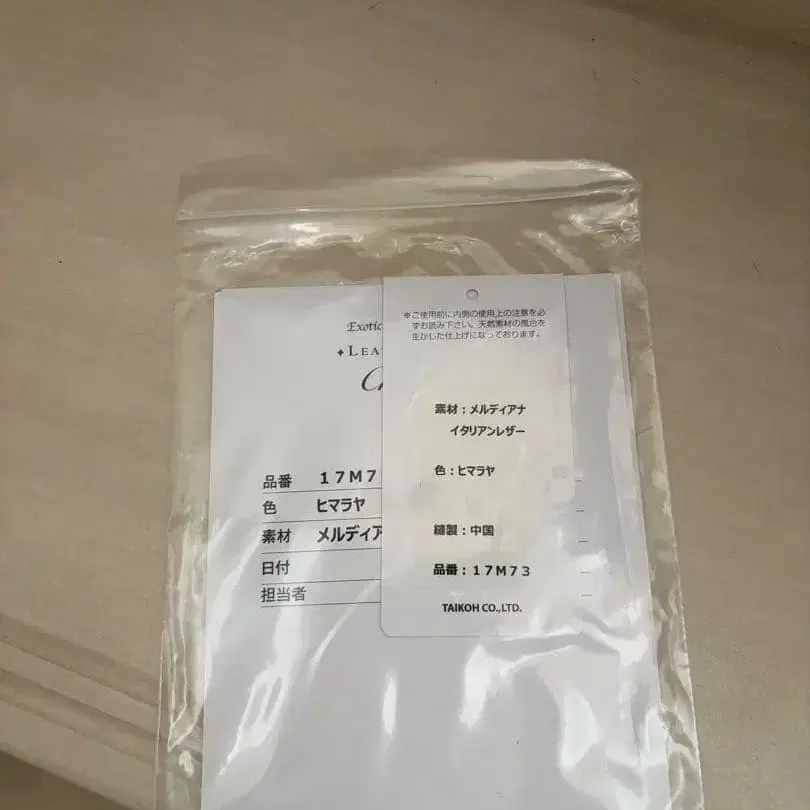 ※ご使用前に内側の使用上の注意を必
ずお読み下さい。天然素材の風合を
生かした仕上げになっております。
素材：メルディアナ
イタリアンレザー
色：ヒマラヤ
縫製：中国
品番：17M73
TAIKOH CO.,LTD.
Exotic
✦LEA
品番 17M7
色 ヒマラヤ
素材 メルディア
日付
担当者